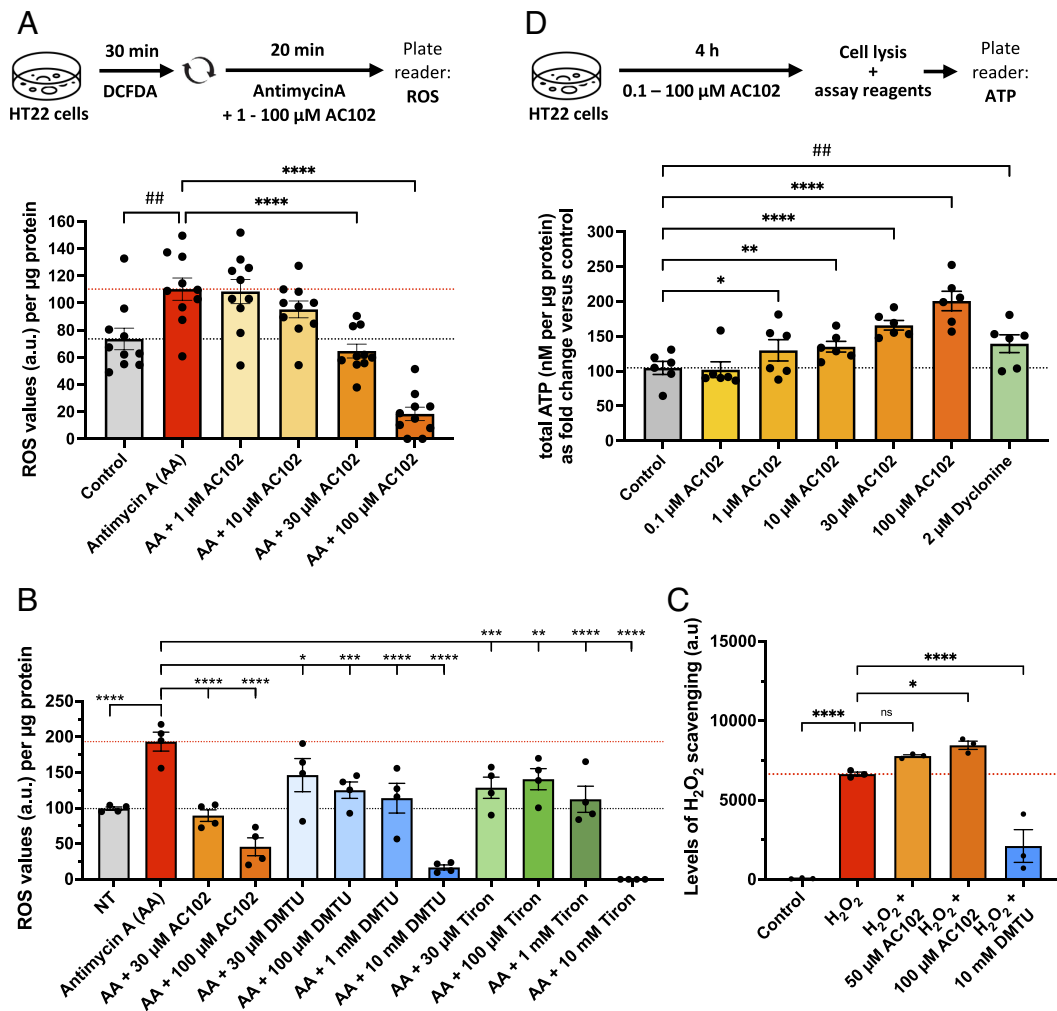 A
30 min
DCFDA
20 min
AntimycinA
+ 1 - 100 µM AC102
Plate
reader:
ROS
HT22 cells
****
##
****
ROS values (a.u.) per µg protein
160
140
120
100
80
60
40
20
0
Control
Antimycin A (AA)
AA + 1 µM AC102
AA + 10 µM AC102
AA + 30 µM AC102
AA + 100 µM AC102
D
4 h
0.1 – 100 µM AC102
Cell lysis
+
assay reagents
Plate
reader:
ATP
HT22 cells
##
****
****
**
*
total ATP (nM per µg protein)
as fold change versus control
300
250
200
150
100
50
0
Control
0.1 µM AC102
1 µM AC102
10 µM AC102
30 µM AC102
100 µM AC102
2 µM Dyclonine
B
*** ** **** ****
* *** **** ****
**** ****
****
ROS values (a.u.) per µg protein
250
200
150
100
50
0
NT
Antimycin A (AA)
AA + 30 µM AC102
AA + 100 µM AC102
AA + 30 µM DMTU
AA + 100 µM DMTU
AA + 1 mM DMTU
AA + 10 mM DMTU
AA + 30 µM Tiron
AA + 100 µM Tiron
AA + 1 mM Tiron
AA + 10 mM Tiron
C
****
*
**** ns
Levels of H₂O₂ scavenging (a.u)
15000
10000
5000
0
Control
H₂O₂
H₂O₂ +
50 µM AC102
H₂O₂ +
100 µM AC102
H₂O₂ +
10 mM DMTU